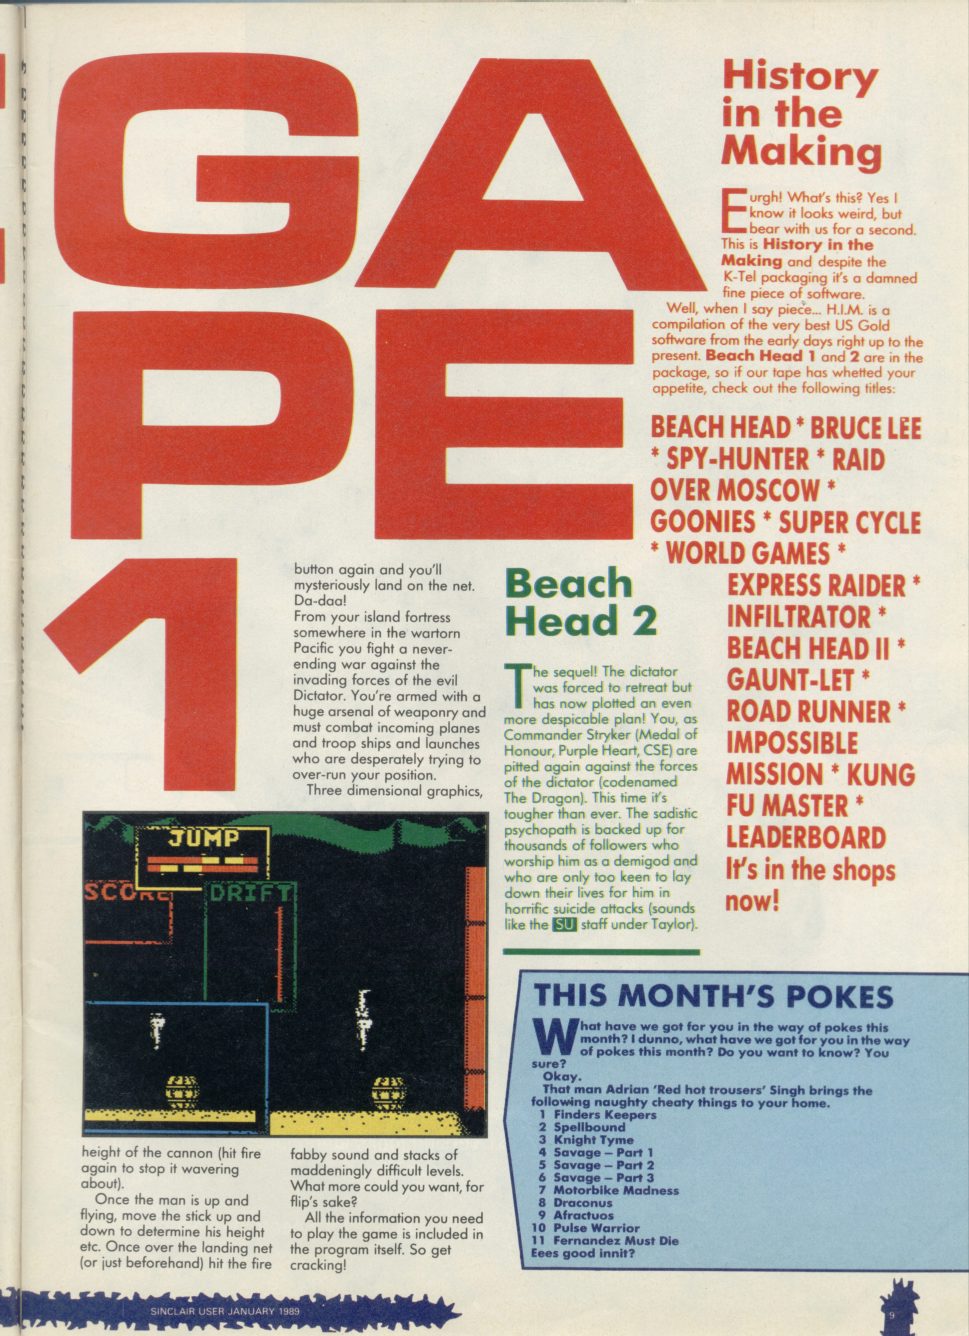 GA
PE
1
height of the cannon (hit fire
again to stop it wavering
about).
Once the man is up and
flying, move the stick up and
down to determine his height
etc. Once over the landing net
(or just beforehand) hit the fire
button again and you'll
mysteriously land on the net.
Da-daa!
From your island fortress
somewhere in the wartorn
Pacific you fight a never-
ending war against the
invading forces of the evil
Dictator. You're armed with a
huge arsenal of weaponry and
must combat incoming planes
and troop ships and launches
who are desperately trying to
over-run your position.
Three dimensional graphics,
fabby sound and stacks of
maddeningly difficult levels.
What more could you want, for
flip's sake?
All the information you need
to play the game is included in
the program itself. So get
cracking!
JUMP
SCORE
DRIFT
Beach
Head 2
The sequel! The dictator
was forced to retreat but
has now plotted an even
more despicable plan! You, as
Commander Stryker (Medal of
Honour, Purple Heart, CSE) are
pitted again against the forces
of the dictator (codenamed
The Dragon). This time it's
tougher than ever. The sadistic
psychopath is backed up for
thousands of followers who
worship him as a demigod and
who are only too keen to lay
down their lives for him in
horrific suicide attacks (sounds
like the SU staff under Taylor).
History
in the
Making
Eurgh! What's this? Yes I
know it looks weird, but
bear with us for a second.
This is History in the
Making and despite the
K-Tel packaging it's a damned
fine piece of software.
Well, when I say piece... H.I.M. is a
compilation of the very best US Gold
software from the early days right up to the
present. Beach Head 1 and 2 are in the
package, so if our tape has whetted your
appetite, check out the following titles:
BEACH HEAD * BRUCE LEE
* SPY-HUNTER * RAID
OVER MOSCOW *
GOONIES * SUPER CYCLE
* WORLD GAMES *
EXPRESS RAIDER *
INFILTRATOR *
BEACH HEAD II *
GAUNT-LET *
ROAD RUNNER *
IMPOSSIBLE
MISSION * KUNG
FU MASTER *
LEADERBOARD
It's in the shops
now!
THIS MONTH'S POKES
What have we got for you in the way of pokes this
month? I dunno, what have we got for you in the way
of pokes this month? Do you want to know? You
sure?
Okay.
That man Adrian 'Red hot trousers' Singh brings the
following naughty cheaty things to your home.
1 Finders Keepers
2 Spellbound
3 Knight Tyme
4 Savage – Part 1
5 Savage – Part 2
6 Savage – Part 3
7 Motorbike Madness
8 Draconus
9 Afractuos
10 Pulse Warrior
11 Fernandez Must Die
Eees good innit?
SINCLAIR USER JANUARY 1989
9